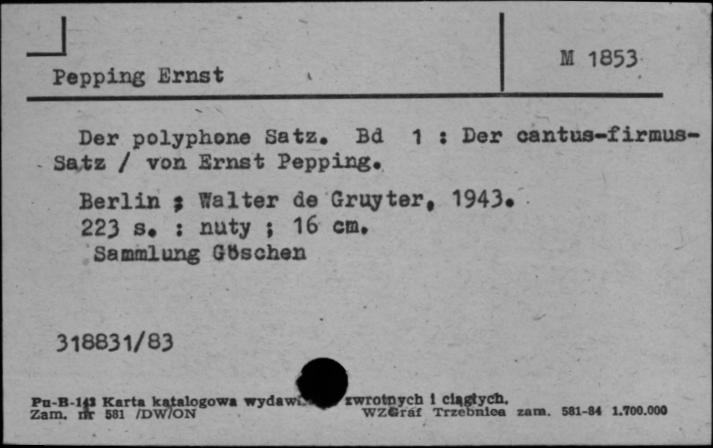 M 1853
Pepping Ernst
Der polyphone Satz. Bd 1 : Der cantus-firmus-
Satz / von Ernst Pepping.
Berlin ; Walter de Gruyter, 1943.
223 s. : nuty ; 16 cm.
Sammlung Göschen
318831/83
Pu-B-143 Karta katalogowa zwrotnych i ciągłych.
Zam. nr 581 /DW/ON WZGraf Trzebnica zam. 581-84 1.700.000